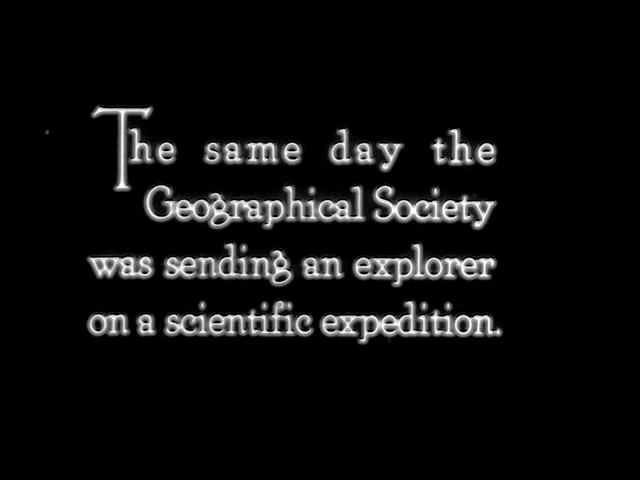 The same day the
Geographical Society
was sending an explorer
on a scientific expedition.